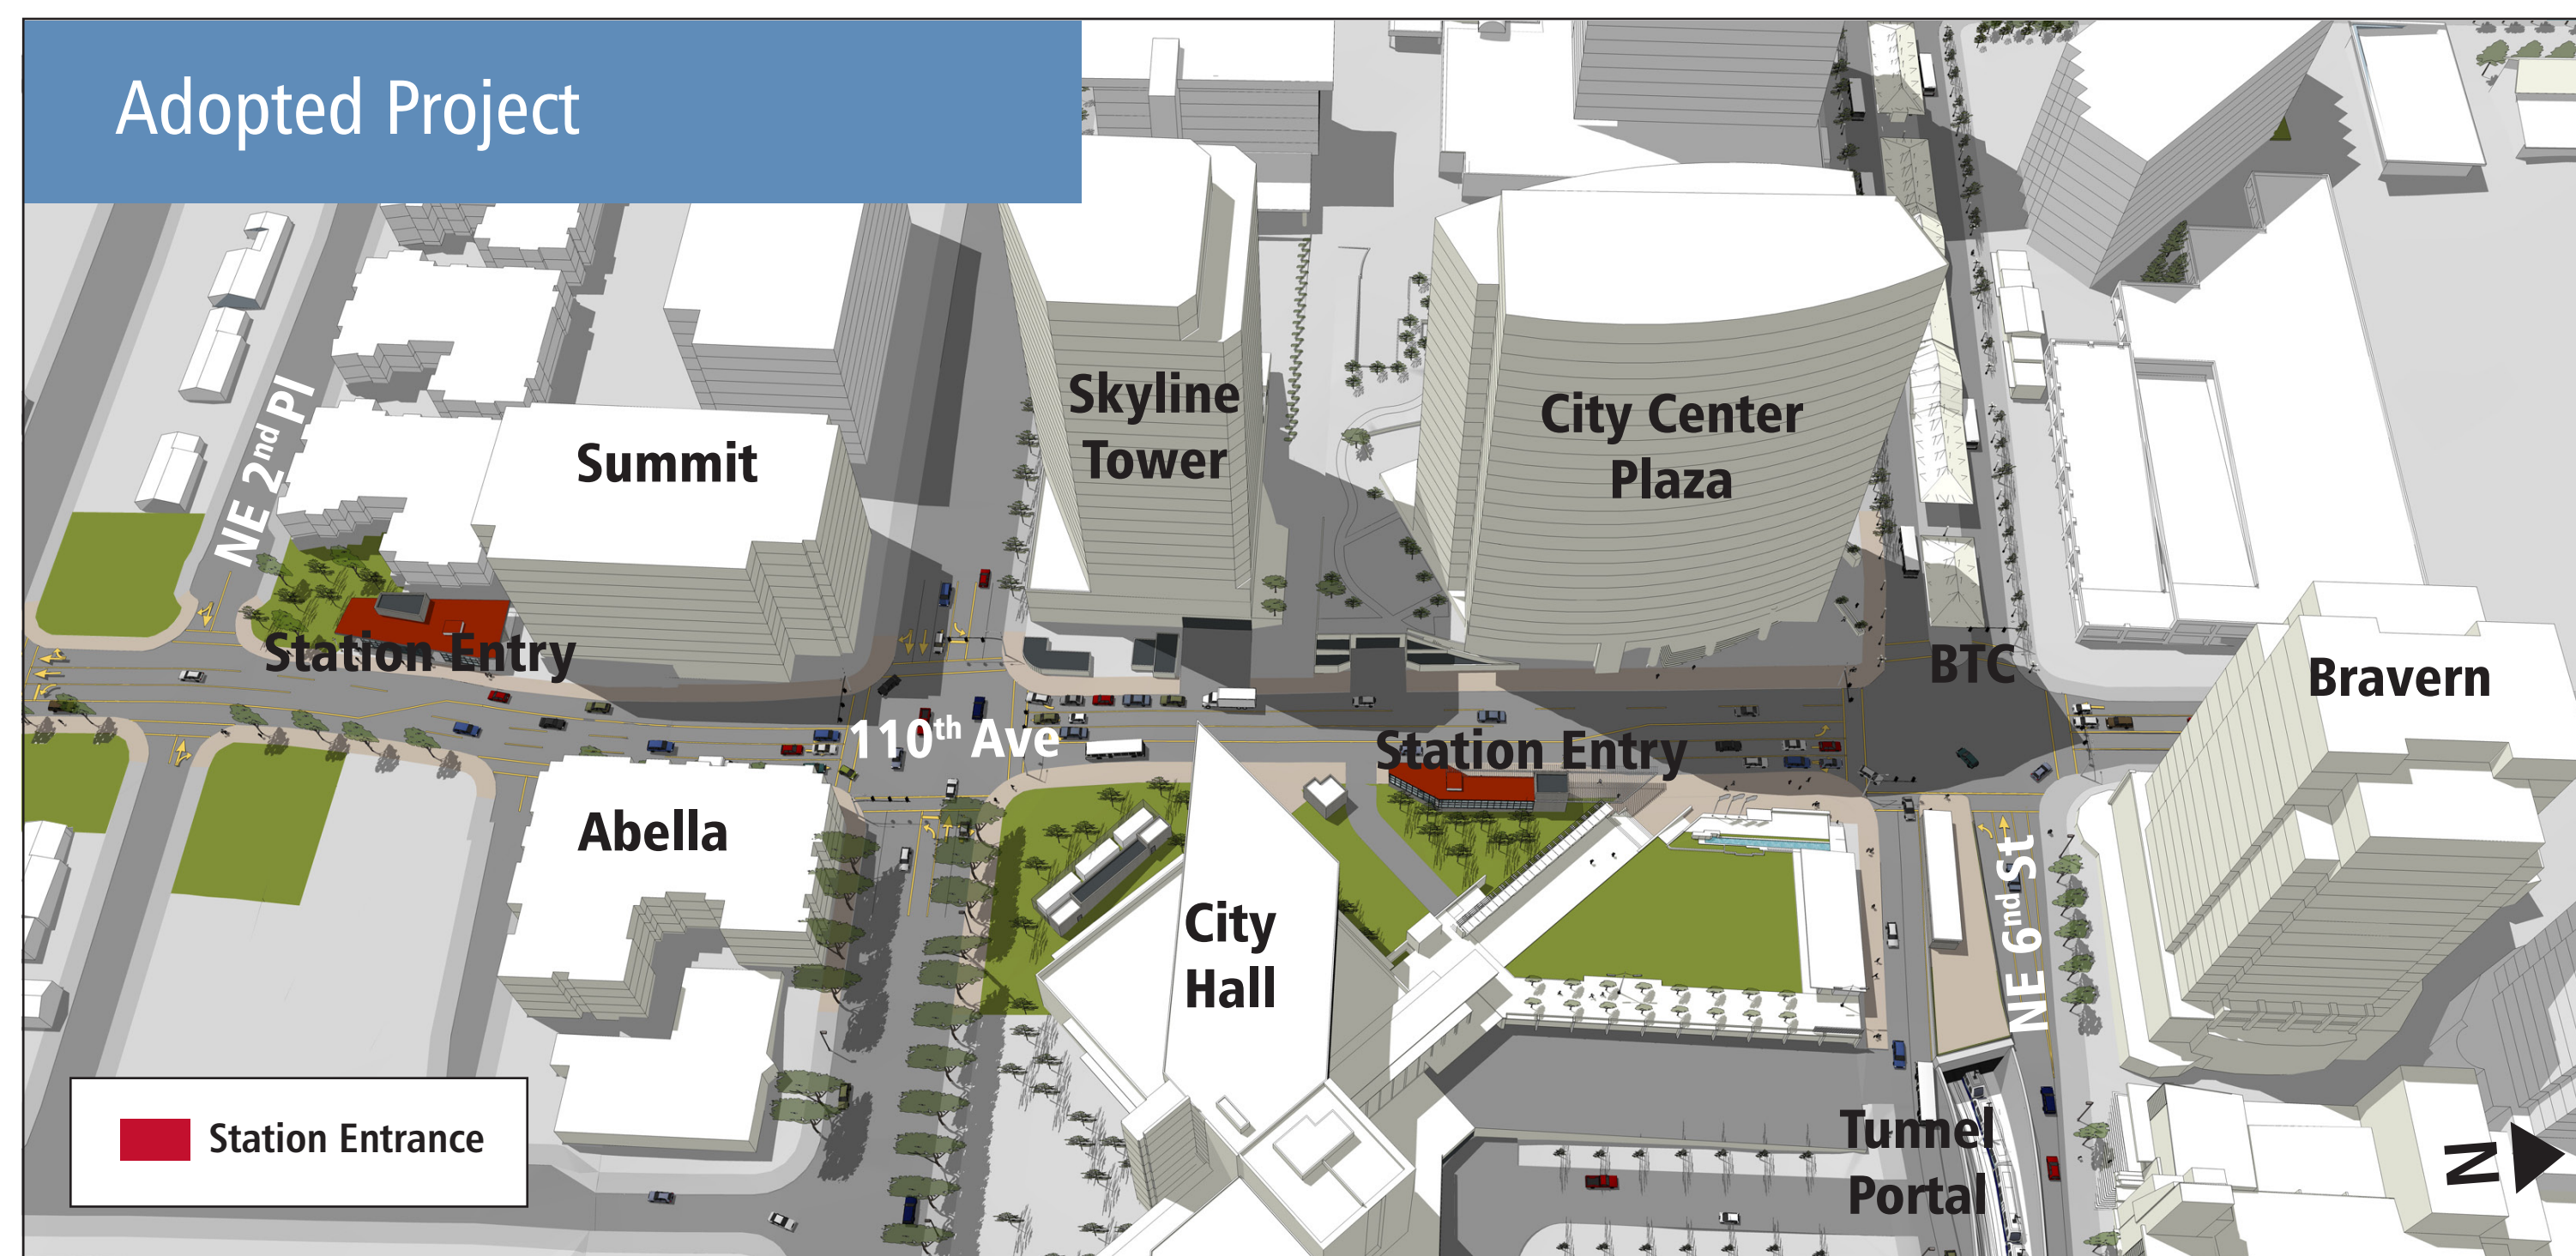 Adopted Project
Skyline
Tower
City Center
Plaza
Summit
NE 2nd Pl
Station Entry
BTC
Bravern
110th Ave
Station Entry
Abella
City
Hall
NE 6nd St
Tunnel
Portal
Station Entrance
N